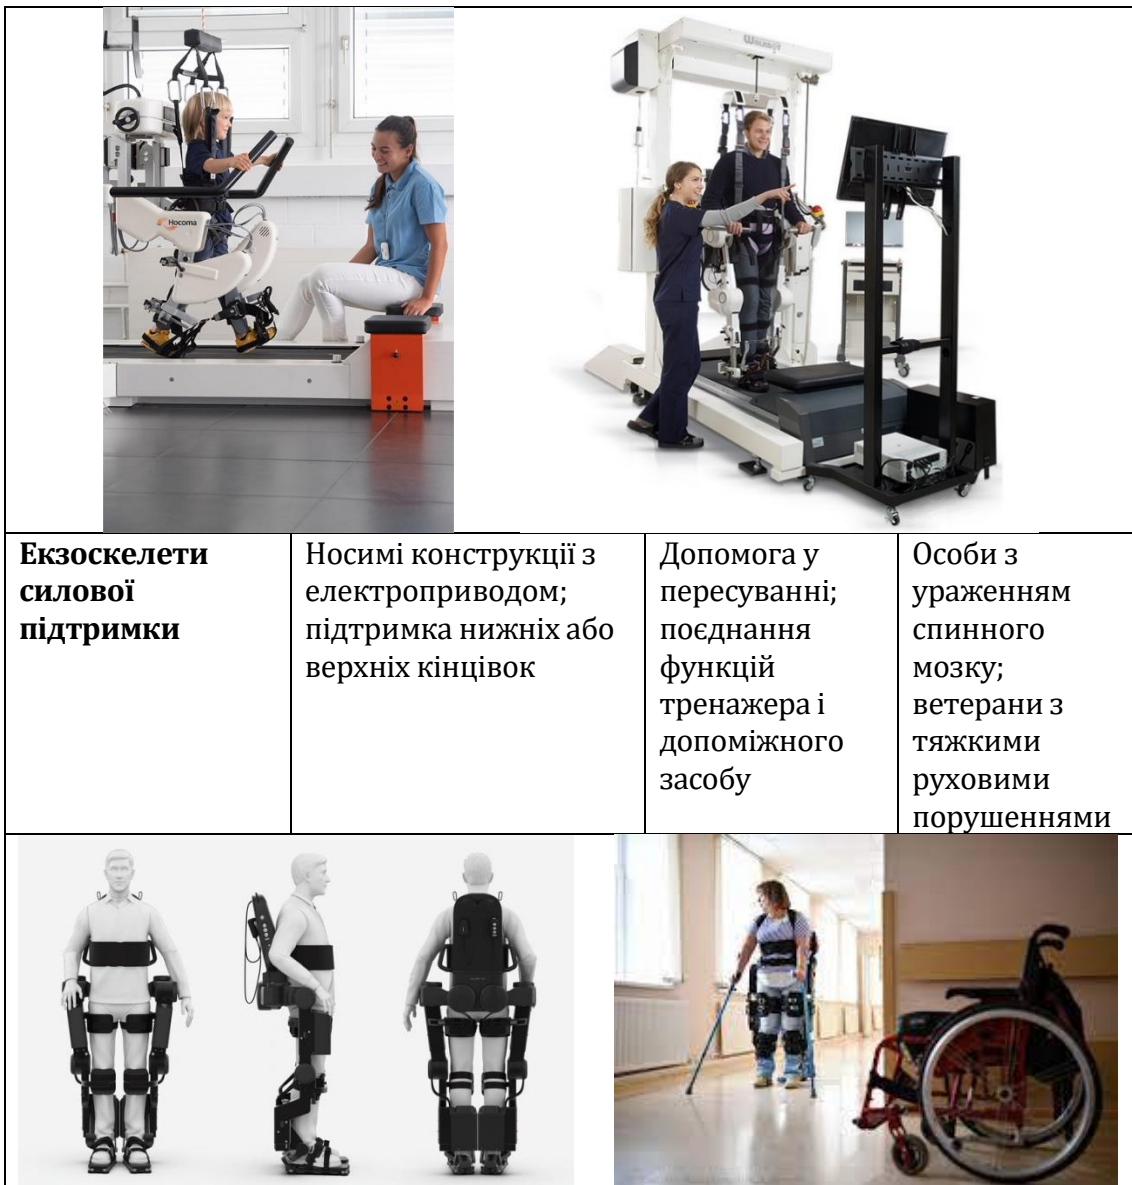 Walkbot
Hocoma
Екзоскелети
силової
підтримки
Носимі конструкції з
електроприводом;
підтримка нижніх або
верхніх кінцівок
Допомога у
пересуванні;
поєднання
функцій
тренажера і
допоміжного
засобу
Особи з
ураженням
спинного
мозку;
ветерани з
тяжкими
руховими
порушеннями